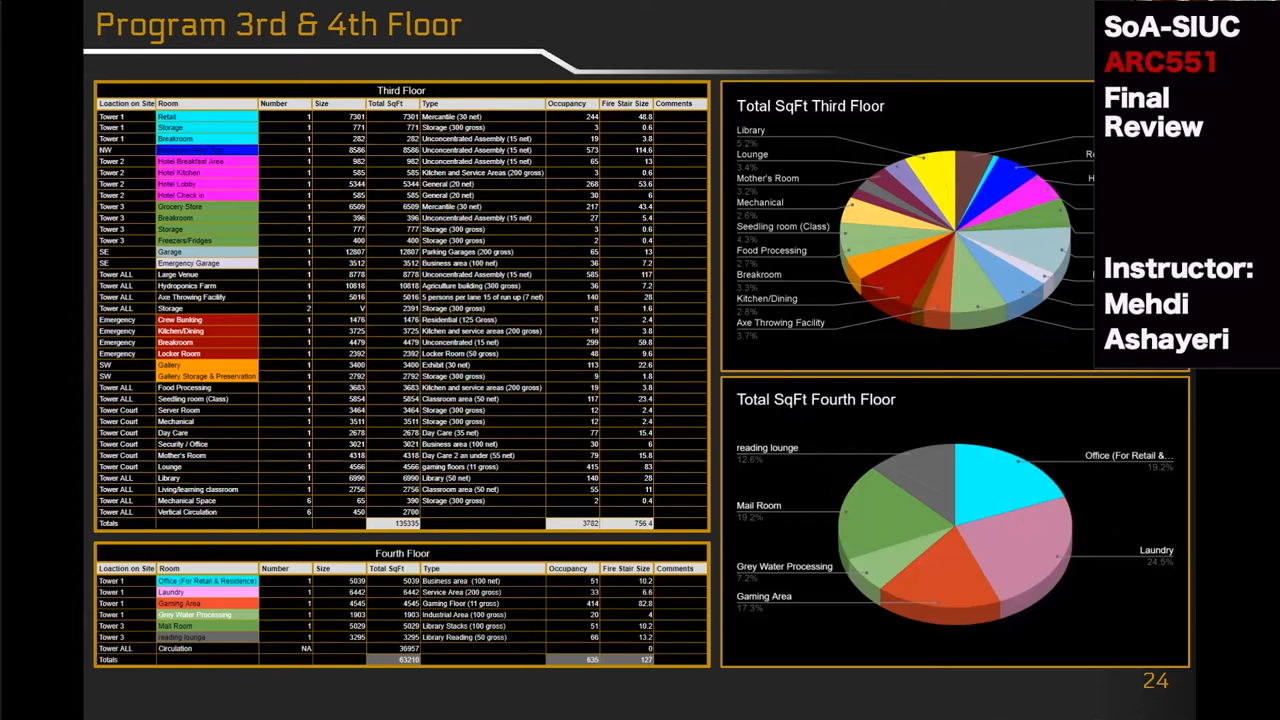 Program 3rd & 4th Floor
SoA-SIUC
ARC551
Final
Review
Instructor:
Mehdi
Ashayeri
Third Floor
Loaction on Site Room Number Size Total SqFt Type Occupancy Fire Stair Size Comments
Tower 1 Retail 1 7301 7301 Mercantile (30 net) 244 48.8
Tower 1 Storage 1 771 771 Storage (300 gross) 3 0.6
Tower 1 Breakroom 1 282 282 Unconcentrated Assembly (15 net) 19 3.8
NW 1 8586 8586 Unconcentrated Assembly (15 net) 573 114.6
Tower 2 Hotel Breakfast Area 1 982 982 Unconcentrated Assembly (15 net) 65 13
Tower 2 Hotel Kitchen 1 585 585 Kitchen and Service Areas (200 gross) 3 0.6
Tower 2 Hotel Lobby 1 5344 5344 General (20 net) 268 53.6
Tower 2 Hotel Check in 1 585 585 General (20 net) 30 6
Tower 3 Grocery Store 1 6509 6509 Mercantile (30 net) 217 43.4
Tower 3 Breakroom 1 396 396 Unconcentrated Assembly (15 net) 27 5.4
Tower 3 Storage 1 777 777 Storage (300 gross) 3 0.6
Tower 3 Freezers/Fridges 1 400 400 Storage (300 gross) 2 0.4
SE Garage 1 12807 12807 Parking Garages (200 gross) 65 13
SE Emergency Garage 1 3512 3512 Business area (100 net) 36 7.2
Tower ALL Large Venue 1 8778 8778 Unconcentrated Assembly (15 net) 585 117
Tower ALL Hydroponics Farm 1 10818 10818 Agriculture building (300 gross) 36 7.2
Tower ALL Axe Throwing Facility 1 5016 5016 5 persons per lane 15 of run up (7 net) 140 28
Tower ALL Storage 2 V 2391 Storage (300 gross) 8 1.6
Emergency Crew Bunking 1 1476 1476 Residential (125 Gross) 12 2.4
Emergency Kitchen/Dining 1 3725 3725 Kitchen and service areas (200 gross) 19 3.8
Emergency Breakroom 1 4479 4479 Unconcentrated Assembly (15 net) 299 59.8
Emergency Locker Room 1 2392 2392 Locker Room (50 gross) 48 9.6
SW Gallery 1 3400 3400 Exhibit (30 net) 113 22.6
SW Gallery Storage & Preservation 1 2792 2792 Storage (300 gross) 9 1.8
Tower ALL Food Processing 1 3683 3683 Kitchen and service areas (200 gross) 19 3.8
Tower ALL Seedling room (Class) 1 5854 5854 Classroom area (50 net) 117 23.4
Tower Court Server Room 1 3464 3464 Storage (300 gross) 12 2.4
Tower Court Mechanical 1 3511 3511 Storage (300 gross) 12 2.4
Tower Court Day Care 1 2678 2678 Day Care (35 net) 77 15.4
Tower Court Security / Office 1 3021 3021 Business area (100 net) 30 6
Tower Court Mother's Room 1 4318 4318 Day Care 2 an under (55 net) 79 15.8
Tower Court Lounge 1 4566 4566 gaming floors (11 gross) 415 83
Tower ALL Library 1 6990 6990 Library (50 net) 140 28
Tower ALL Living/learning classroom 1 2756 2756 Classroom area (50 net) 55 11
Tower ALL Mechanical Space 6 65 390 Storage (300 gross) 2 0.4
Tower ALL Vertical Circulation 6 450 2700
Totals 135335 3782 756.4
Fourth Floor
Loaction on Site Room Number Size Total SqFt Type Occupancy Fire Stair Size Comments
Tower 1 Office (For Retail & Residence) 1 5039 5039 Business area (100 net) 51 10.2
Tower 1 Laundry 1 6442 6442 Service Area (200 gross) 33 6.6
Tower 1 Gaming Area 1 4545 4545 Gaming Floor (11 gross) 414 82.8
Tower 1 Grey Water Processing 1 1903 1903 Industrial Area (100 gross) 20 4
Tower 3 Mail Room 1 5029 5029 Library Stacks (100 gross) 51 10.2
Tower 3 reading lounge 1 3295 3295 Library Reading (50 gross) 66 13.2
Tower ALL Circulation NA 36957 0
Totals 63210 635 127
Total SqFt Third Floor
Library
5.2%
Lounge
3.4%
Mother's Room
3.2%
Mechanical
2.6%
Seedling room (Class)
4.3%
Food Processing
2.7%
Breakroom
3.3%
Kitchen/Dining
2.8%
Axe Throwing Facility
3.7%
Total SqFt Fourth Floor
reading lounge
12.6%
Office (For Retail &...
19.2%
Mail Room
19.2%
Laundry
24.5%
Grey Water Processing
7.2%
Gaming Area
17.3%
24